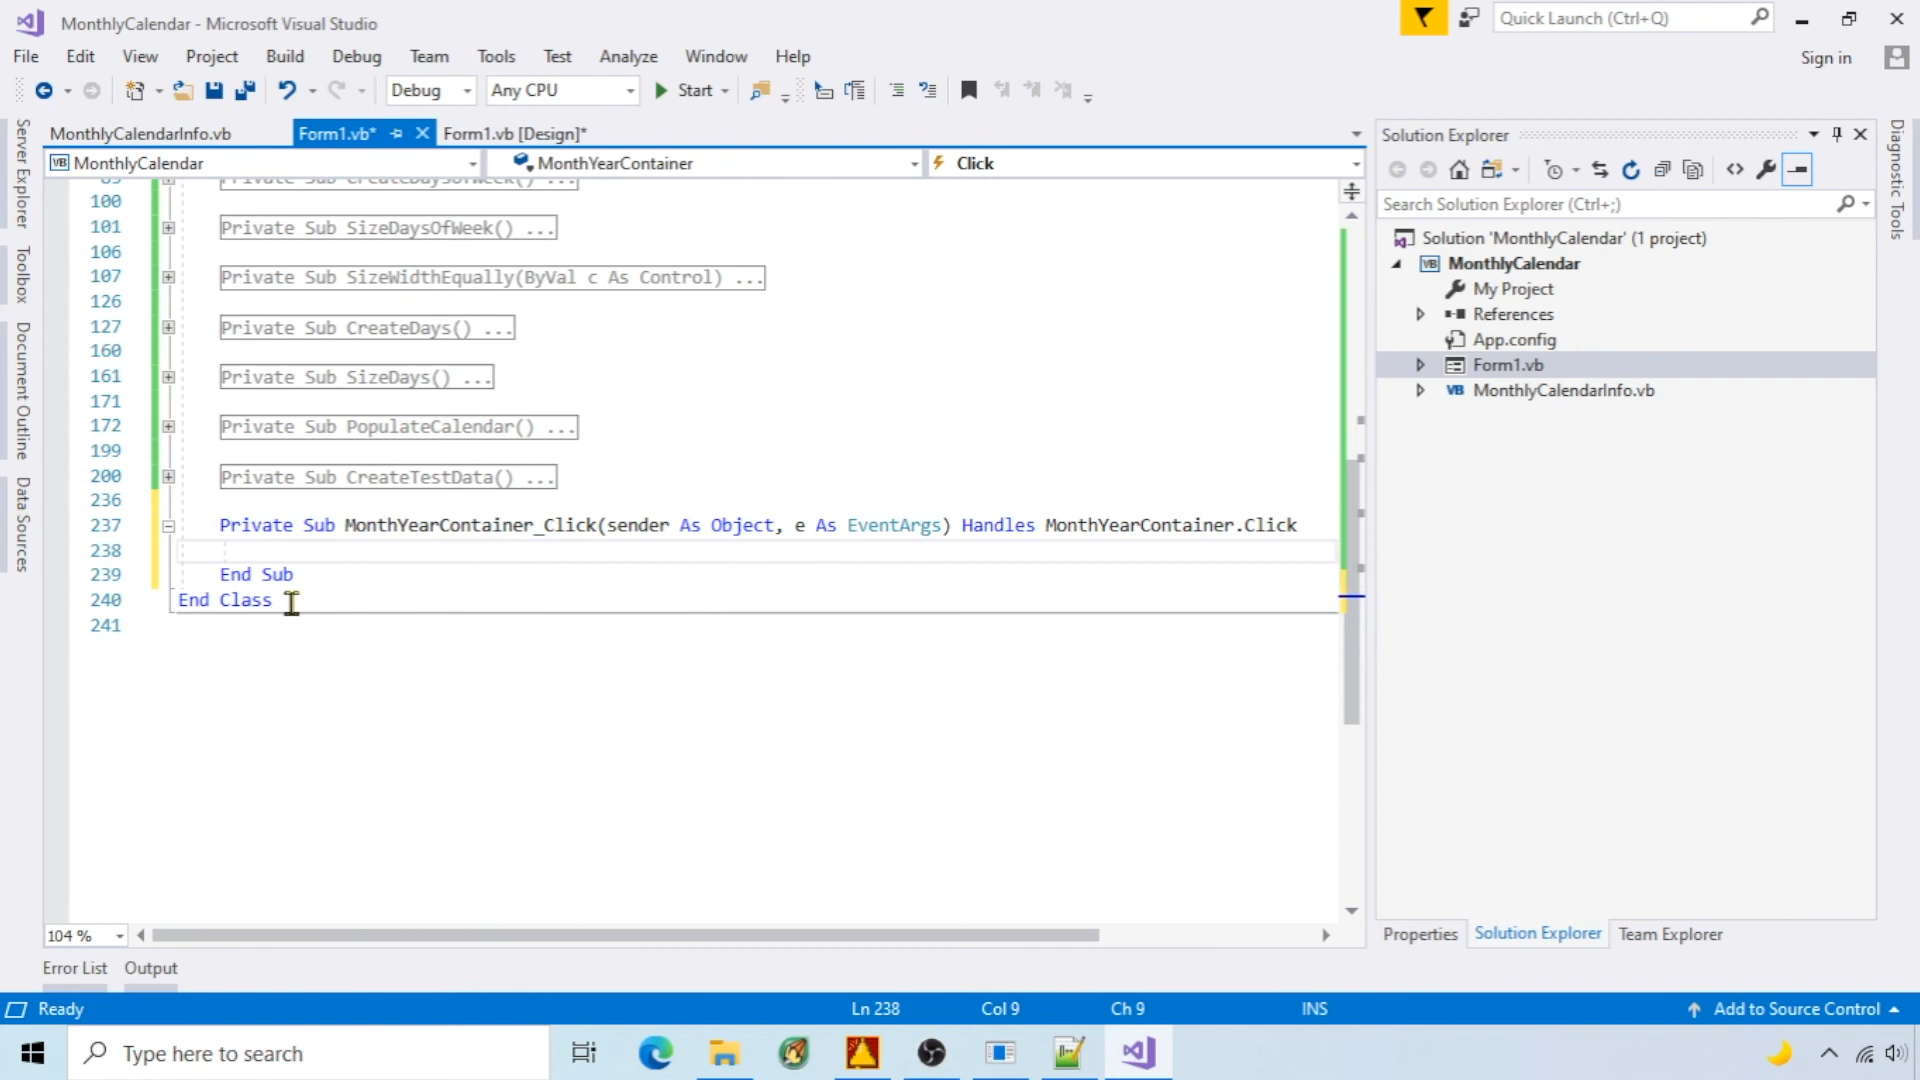 MonthlyCalendar - Microsoft Visual Studio
Quick Launch (Ctrl+Q)
File Edit View Project Build Debug Team Tools Test Analyze Window Help
Sign in
Debug Any CPU Start
MonthlyCalendarInfo.vb Form1.vb* Form1.vb [Design]*
MonthlyCalendar MonthYearContainer Click
Server Explorer
Toolbox
Document Outline
Data Sources
Private Sub CreateDaysOfWeek() ...
100
101 Private Sub SizeDaysOfWeek() ...
106
107 Private Sub SizeWidthEqually(ByVal c As Control) ...
126
127 Private Sub CreateDays() ...
160
161 Private Sub SizeDays() ...
171
172 Private Sub PopulateCalendar() ...
199
200 Private Sub CreateTestData() ...
236
237 Private Sub MonthYearContainer_Click(sender As Object, e As EventArgs) Handles MonthYearContainer.Click
238
239 End Sub
240 End Class
241
104 %
Solution Explorer
Search Solution Explorer (Ctrl+;)
Solution 'MonthlyCalendar' (1 project)
VB MonthlyCalendar
My Project
References
App.config
Form1.vb
VB MonthlyCalendarInfo.vb
Properties Solution Explorer Team Explorer
Diagnostic Tools
Error List Output
Ready Ln 238 Col 9 Ch 9 INS Add to Source Control
Type here to search